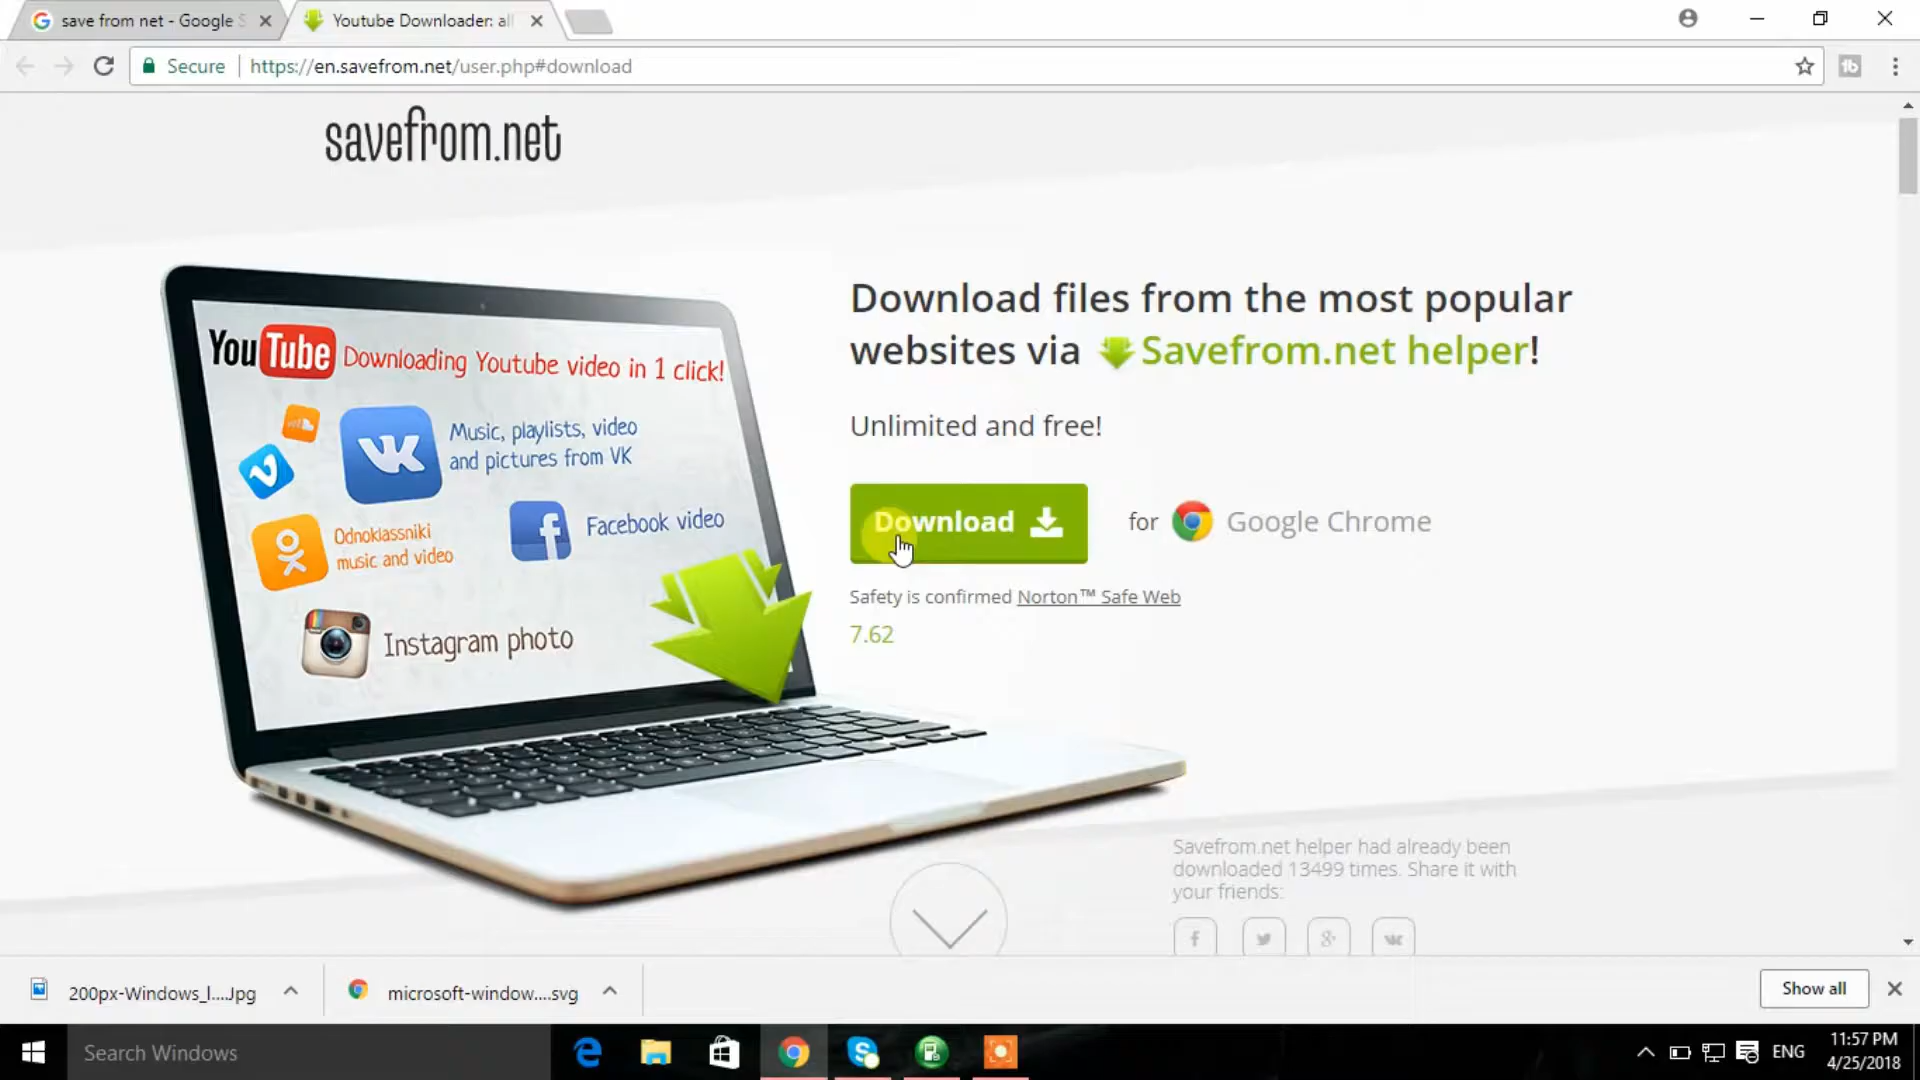 save from net - Google S
Youtube Downloader: all
Secure
https://en.savefrom.net/user.php#download
savefrom.net
YouTube Downloading Youtube video in 1 click!
Music, playlists, video
and pictures from VK
Odnoklassniki
music and video
Facebook video
Instagram photo
Download files from the most popular
websites via Savefrom.net helper!
Unlimited and free!
Download
for Google Chrome
Safety is confirmed Norton™ Safe Web
7.62
Savefrom.net helper had already been
downloaded 13499 times. Share it with
your friends:
200px-Windows_l....Jpg
microsoft-window....svg
Show all
Search Windows
ENG
11:57 PM
4/25/2018